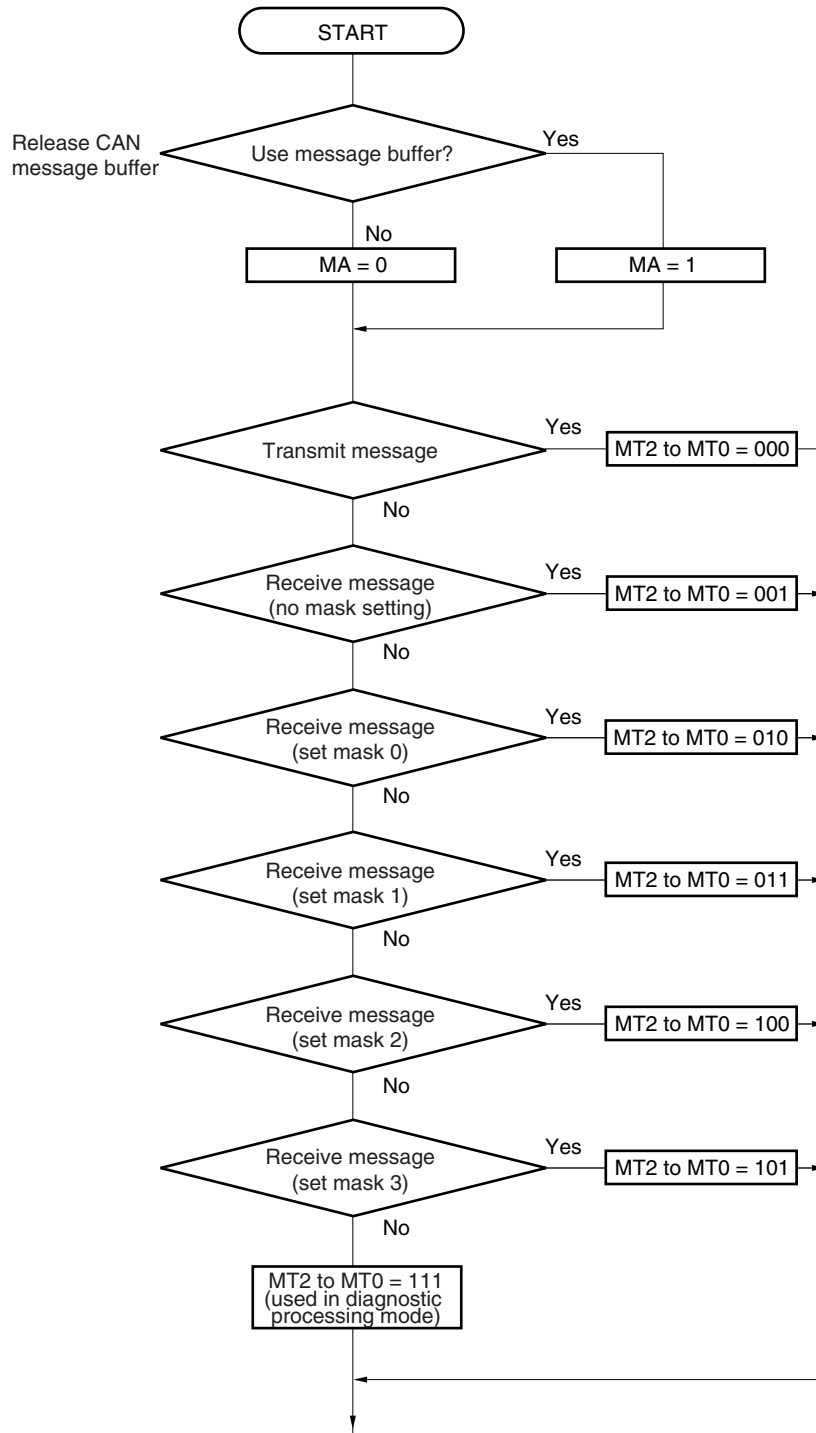 START
Release CAN
message buffer
Use message buffer?
Yes
No
MA = 0
MA = 1
Transmit message
Yes
MT2 to MT0 = 000
No
Receive message
(no mask setting)
Yes
MT2 to MT0 = 001
No
Receive message
(set mask 0)
Yes
MT2 to MT0 = 010
No
Receive message
(set mask 1)
Yes
MT2 to MT0 = 011
No
Receive message
(set mask 2)
Yes
MT2 to MT0 = 100
No
Receive message
(set mask 3)
Yes
MT2 to MT0 = 101
No
MT2 to MT0 = 111
(used in diagnostic
processing mode)